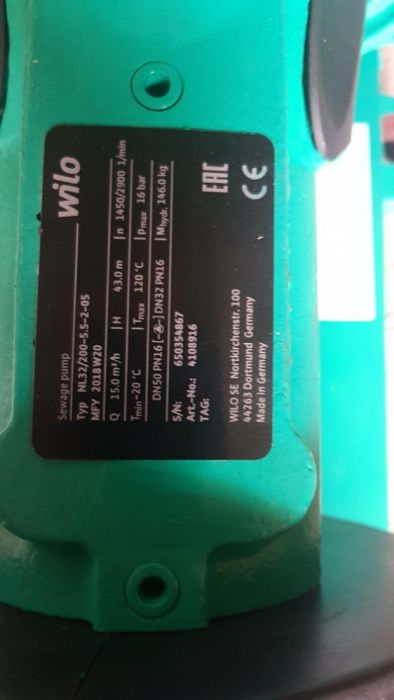 wilo
Sewage pump
Typ NL32/200-5.5-2-05
MFY 2018W20
Q 15.0 m³/h | H 43.0 m | n 1450/2900 1/min
Tmin -20 °C | Tmax 120 °C | pmax 16 bar
DN50 PN16 [-] DN32 PN16 | Mhydr. 146.0 kg
S/N: 650354867
Art.-No.: 4108916
TAG:
EAC
CE
WILO SE Nortkirchenstr. 100
44263 Dortmund Germany
Made in Germany